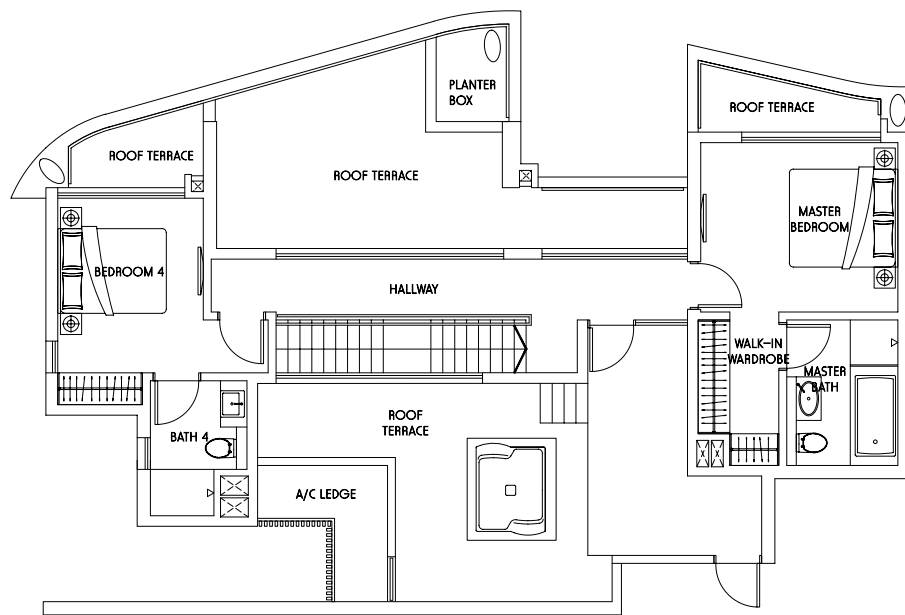 PLANTER
BOX
ROOF TERRACE
ROOF TERRACE
ROOF TERRACE
MASTER
BEDROOM
BEDROOM 4
HALLWAY
WALK-IN
WARDROBE
MASTER
BATH
ROOF
TERRACE
BATH 4
A/C LEDGE